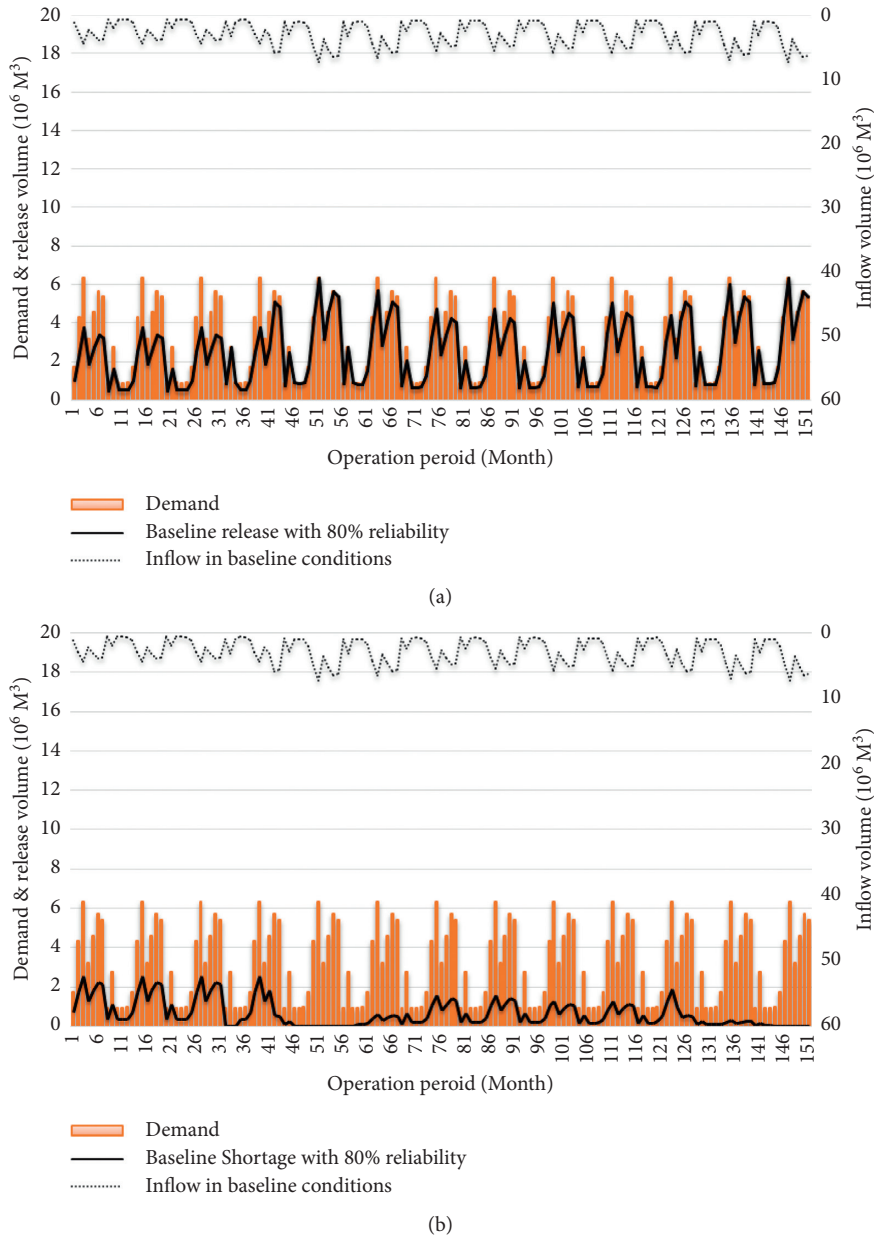 20
18
16
14
12
10
8
6
4
2
0
Demand & release volume (10⁶ M³)
0
10
20
30
40
50
60
Inflow volume (10⁶ M³)
1 6 11 16 21 26 31 36 41 46 51 56 61 66 71 76 81 86 91 96 101 106 111 116 121 126 131 136 141 146 151
Operation peroid (Month)
Demand
Baseline release with 80% reliability
Inflow in baseline conditions
(a)
20
18
16
14
12
10
8
6
4
2
0
Demand & release volume (10⁶ M³)
0
10
20
30
40
50
60
Inflow volume (10⁶ M³)
1 6 11 16 21 26 31 36 41 46 51 56 61 66 71 76 81 86 91 96 101 106 111 116 121 126 131 136 141 146 151
Operation peroid (Month)
Demand
Baseline Shortage with 80% reliability
Inflow in baseline conditions
(b)